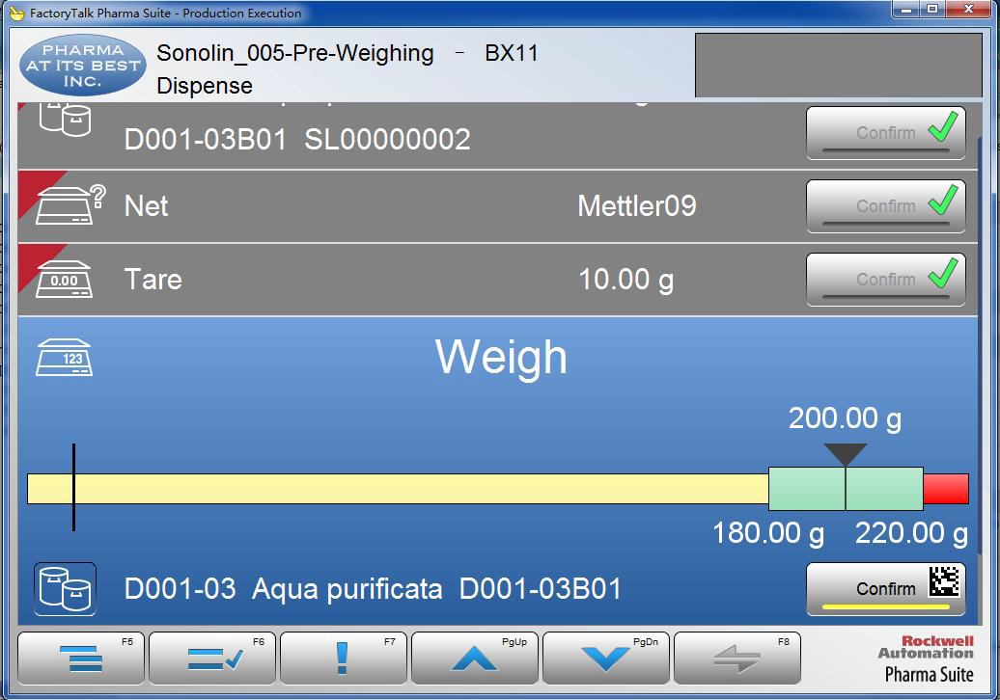 FactoryTalk Pharma Suite - Production Execution
PHARMA
AT ITS BEST
INC.
Sonolin_005-Pre-Weighing - BX11
Dispense
D001-03B01 SL00000002
Confirm
?
Net
Mettler09
Confirm
0.00
Tare
10.00 g
Confirm
123
Weigh
200.00 g
180.00 g
220.00 g
D001-03 Aqua purificata D001-03B01
Confirm
F5
F6
! F7
PgUp
PgDn
F8
Rockwell
Automation
Pharma Suite